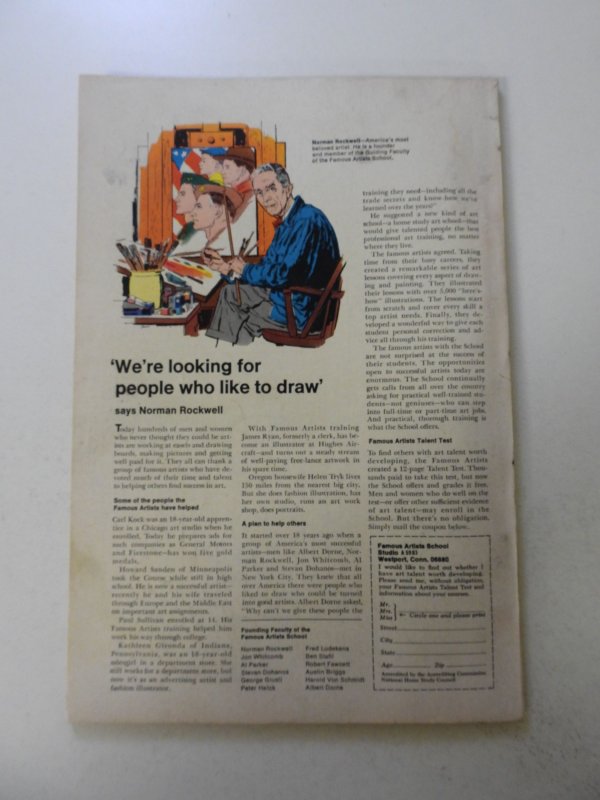 Norman Rockwell—America's most
beloved artist. He is a founder
and member of the Guiding Faculty
of the Famous Artists School.
'We're looking for
people who like to draw'
says Norman Rockwell
Today hundreds of men and women
who never thought they could be art-
ists are working at easels and drawing
boards, making pictures and getting
well paid for it. They all can thank a
group of famous artists who have de-
voted much of their time and talent
to helping others find success in art.
Some of the people the
Famous Artists have helped
Carl Kock was an 18-year-old appren-
tice in a Chicago art studio when he
enrolled. Today he prepares ads for
such companies as General Motors
and Firestone—has won five gold
medals.
Howard Sanden of Minneapolis
took the Course while still in high
school. He is now a successful artist—
recently he and his wife traveled
through Europe and the Middle East
on important art assignments.
Paul Sullivan enrolled at 14. His
Famous Artists training helped him
work his way through college.
Kathleen Gironda of Indiana,
Pennsylvania, was an 18-year-old
salesgirl in a department store. She
still works for a department store, but
now it's as an advertising artist and
fashion illustrator.
With Famous Artists training
James Ryan, formerly a clerk, has be-
come an illustrator at Hughes Air-
craft—and turns out a steady stream
of well-paying free-lance artwork in
his spare time.
Oregon housewife Helen Tryk lives
150 miles from the nearest big city.
But she does fashion illustration, has
her own studio, runs an art work
shop, does portraits.
A plan to help others
It started over 18 years ago when a
group of America's most successful
artists—men like Albert Dorne, Nor-
man Rockwell, Jon Whitcomb, Al
Parker and Stevan Dohanos—met in
New York City. They knew that all
over America there were people who
liked to draw who could be turned
into good artists. Albert Dorne asked,
"Why can't we give these people the
Founding Faculty of the
Famous Artists School
Norman Rockwell
Jon Whitcomb
Al Parker
Stevan Dohanos
George Giusti
Peter Helck
Fred Ludekens
Ben Stahl
Robert Fawcett
Austin Briggs
Harold Von Schmidt
Albert Dorne
training they need—including all the
trade secrets and know-how we've
learned over the years?"
He suggested a new kind of art
school—a home study art school—that
would give talented people the best
professional art training, no matter
where they live.
The famous artists agreed. Taking
time from their busy careers, they
created a remarkable series of art
lessons covering every aspect of draw-
ing and painting. They illustrated
their lessons with over 5,000 "here's-
how" illustrations. The lessons start
from scratch and cover every skill a
top artist needs. Finally, they de-
veloped a wonderful way to give each
student personal correction and ad-
vice all through his training.
The famous artists with the School
are not surprised at the success of
their students. The opportunities
open to successful artists today are
enormous. The School continually
gets calls from all over the country
asking for practical well-trained stu-
dents—not geniuses—who can step
into full-time or part-time art jobs.
And practical, thorough training is
what the School offers.
Famous Artists Talent Test
To find others with art talent worth
developing, the Famous Artists
created a 12-page Talent Test. Thou-
sands paid to take this test, but now
the School offers and grades it free.
Men and women who do well on the
test—or offer other sufficient evidence
of art talent—may enroll in the
School. But there's no obligation.
Simply mail the coupon below.
Famous Artists School
Studio
Westport, Conn. 06880
I would like to find out whether I
have art talent worth developing.
Please send me, without obligation,
your Famous Artists Talent Test and
information about your courses.
Mr.
Mrs.
Miss
Circle one and please print
Street
City
State
Age Zip
Accredited by the Accrediting Commission
National Home Study Council